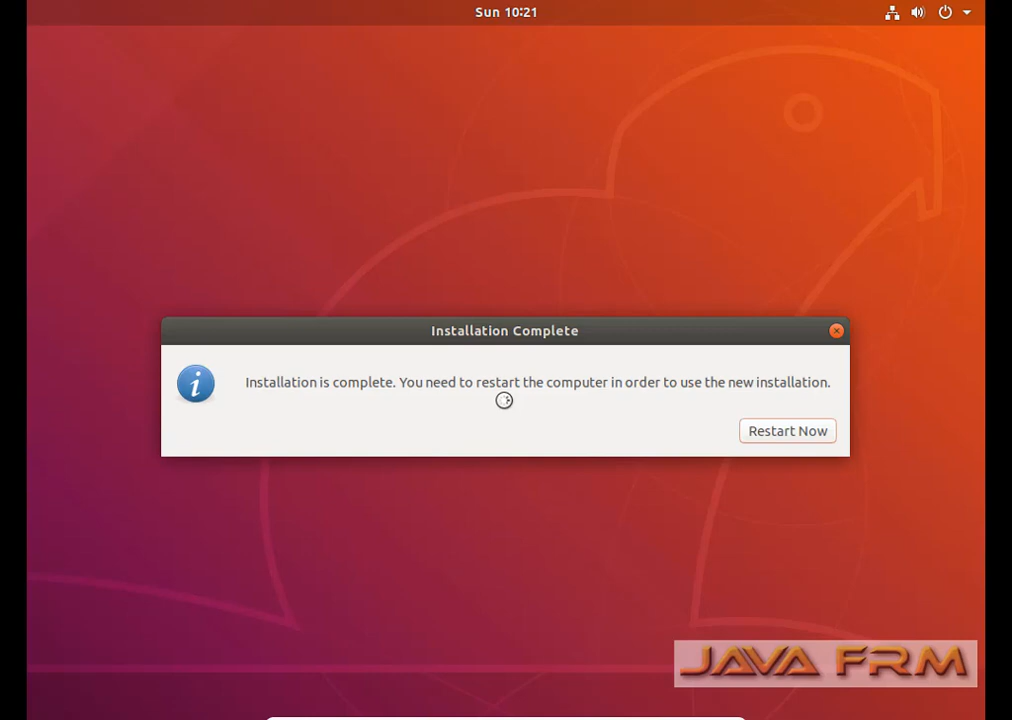 Sun 10:21
Installation Complete
Installation is complete. You need to restart the computer in order to use the new installation.
Restart Now
JAVA FRM